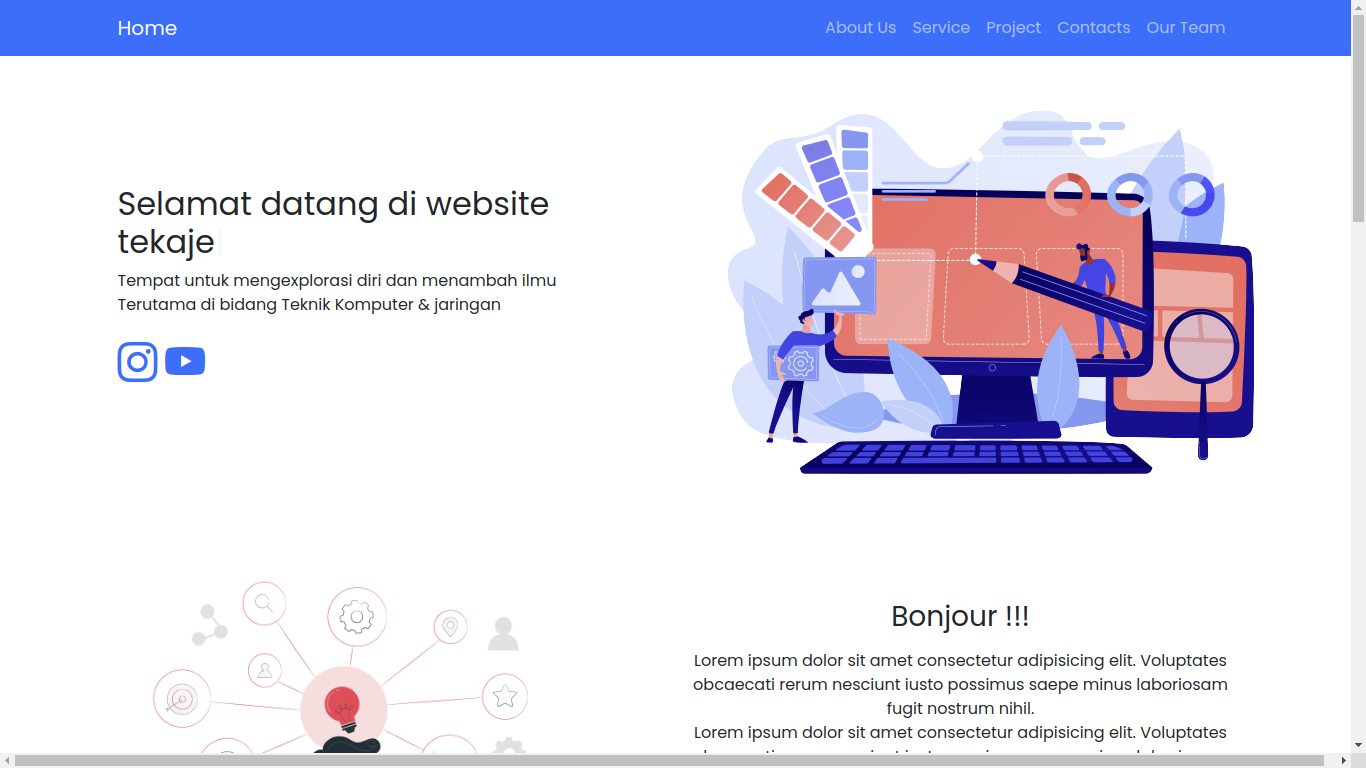 Home
About Us Service Project Contacts Our Team
Selamat datang di website
tekaje
Tempat untuk mengexplorasi diri dan menambah ilmu
Terutama di bidang Teknik Komputer & jaringan
Bonjour !!!
Lorem ipsum dolor sit amet consectetur adipisicing elit. Voluptates
obcaecati rerum nesciunt iusto possimus saepe minus laboriosam
fugit nostrum nihil.
Lorem ipsum dolor sit amet consectetur adipisicing elit. Voluptates